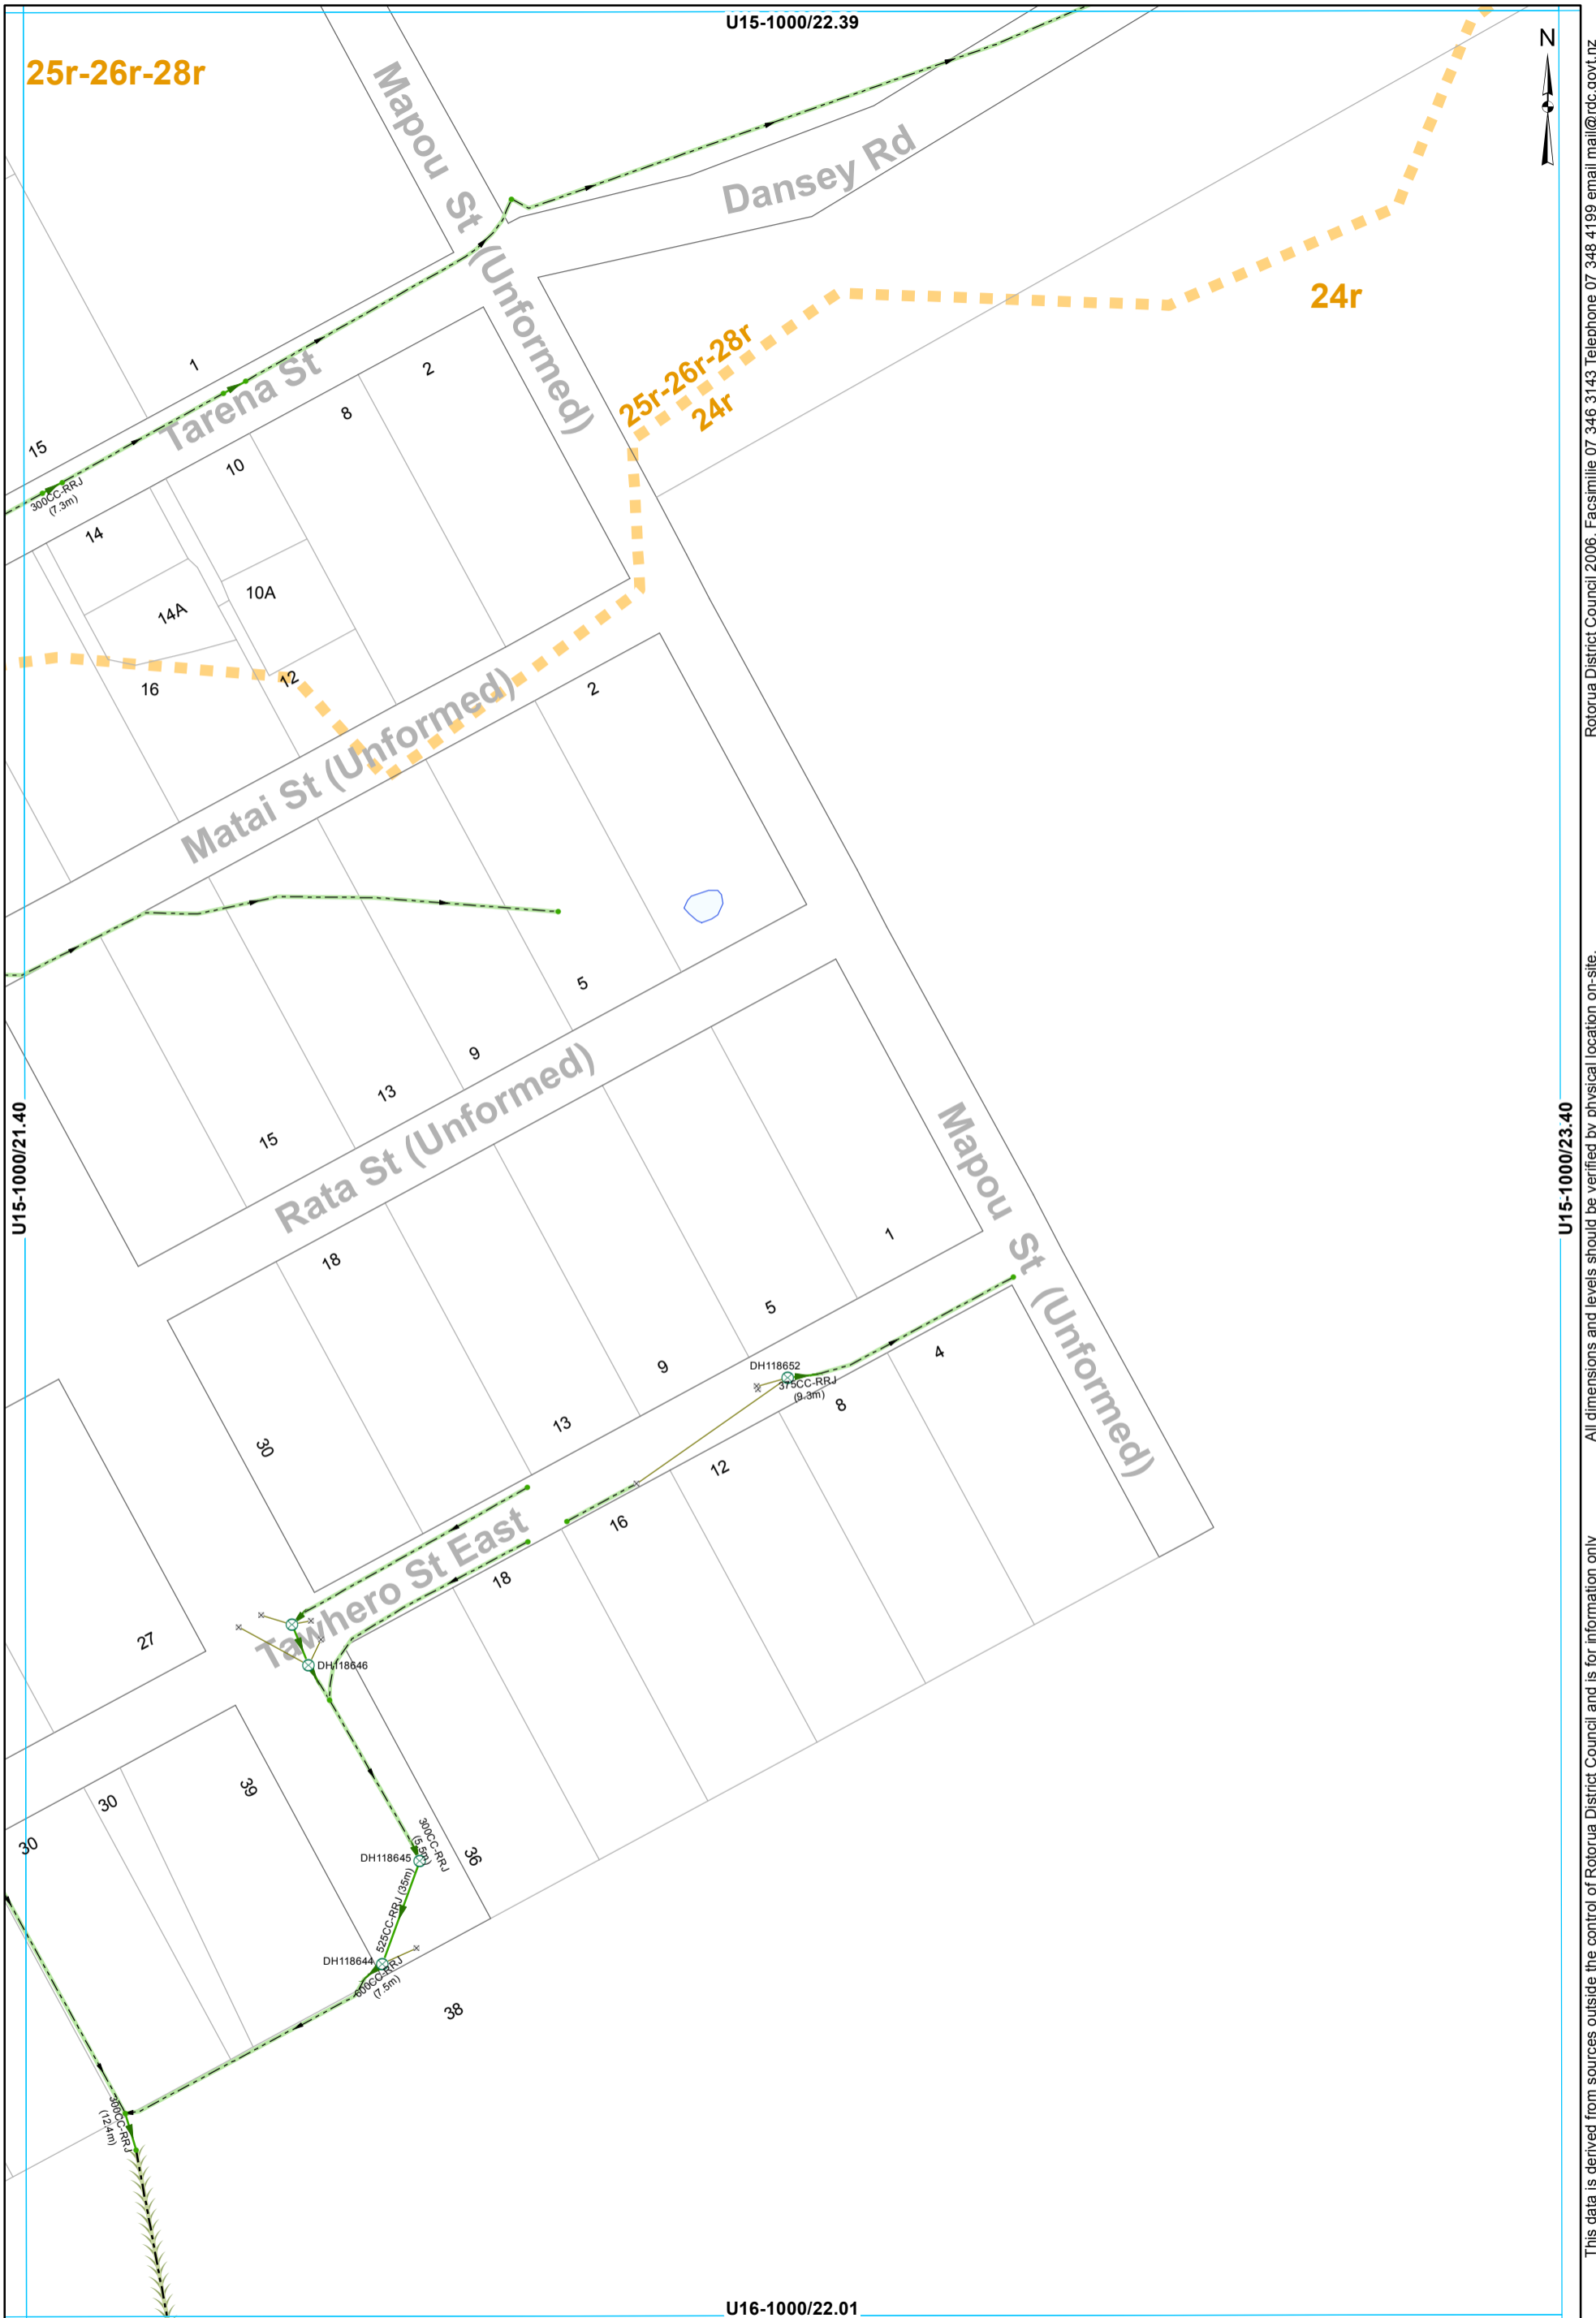 U15-1000/22.39
25r-26r-28r
N
Mapou St (Unformed)
Dansey Rd
24r
25r-26r-28r
24r
1
Tarena St
2
8
15
10
300CC-RRJ
(7.3m)
14
10A
14A
12
16
2
Matai St (Unformed)
5
9
13
15
Rata St (Unformed)
U15-1000/21.40
U15-1000/23.40
Mapou St (Unformed)
18
1
5
9
13
30
DH118652
375CC-RRJ
(9.3m)
4
8
12
16
18
Tawhero St East
27
DH118646
39
30
30
300CC-RRJ
(5.5m)
36
DH118645
525CC-RRJ (35m)
DH118644
600CC-RRJ
(7.5m)
38
300CC-RRJ
(12.4m)
U16-1000/22.01
This data is derived from sources outside the control of Rotorua District Council and is for information only
All dimensions and levels should be verified by physical location on-site.
Rotorua District Council 2006. Facsimilie 07 346 3143 Telephone 07 348 4199 email mail@rdc.govt.nz